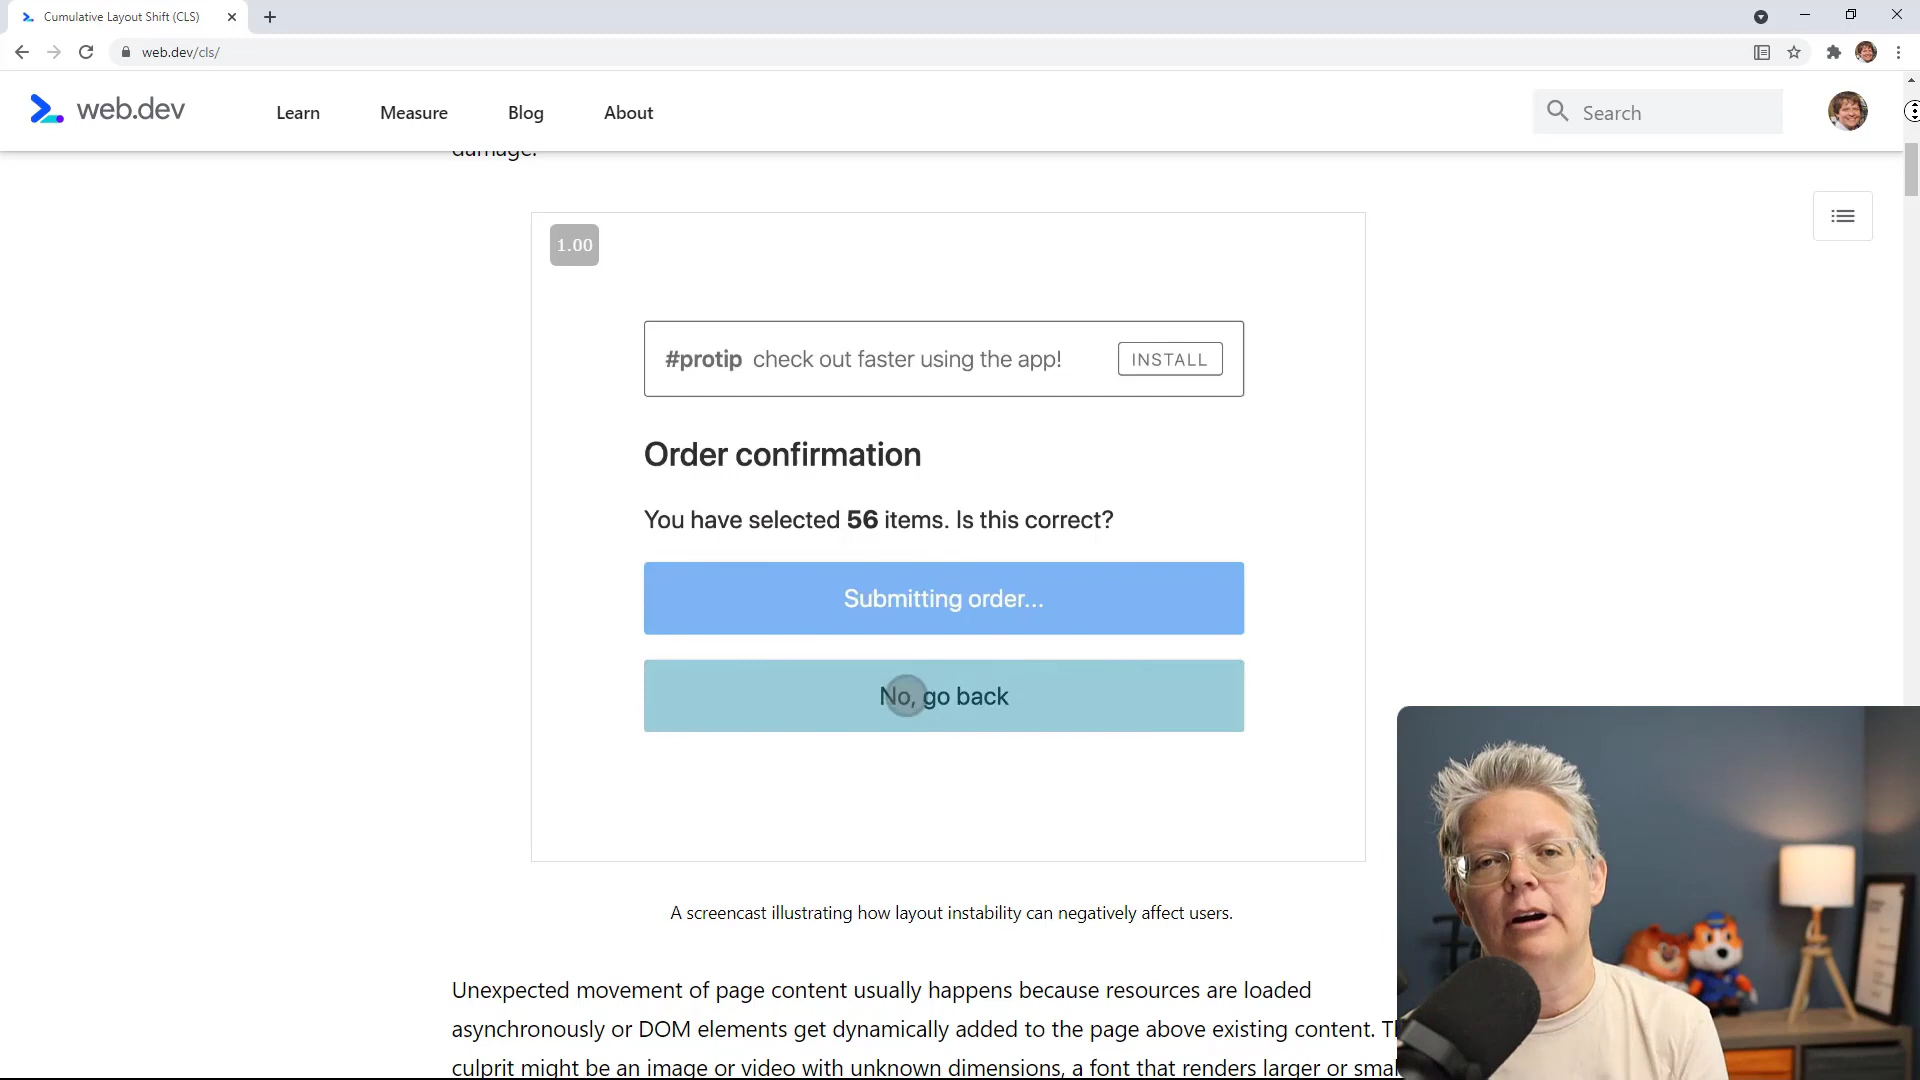 Cumulative Layout Shift (CLS)
web.dev/cls/
web.dev
Learn
Measure
Blog
About
Search
damage.
1.00
#protip check out faster using the app!
INSTALL
Order confirmation
You have selected 56 items. Is this correct?
Submitting order...
No, go back
A screencast illustrating how layout instability can negatively affect users.
Unexpected movement of page content usually happens because resources are loaded
asynchronously or DOM elements get dynamically added to the page above existing content.
culprit might be an image or video with unknown dimensions, a font that renders larger or